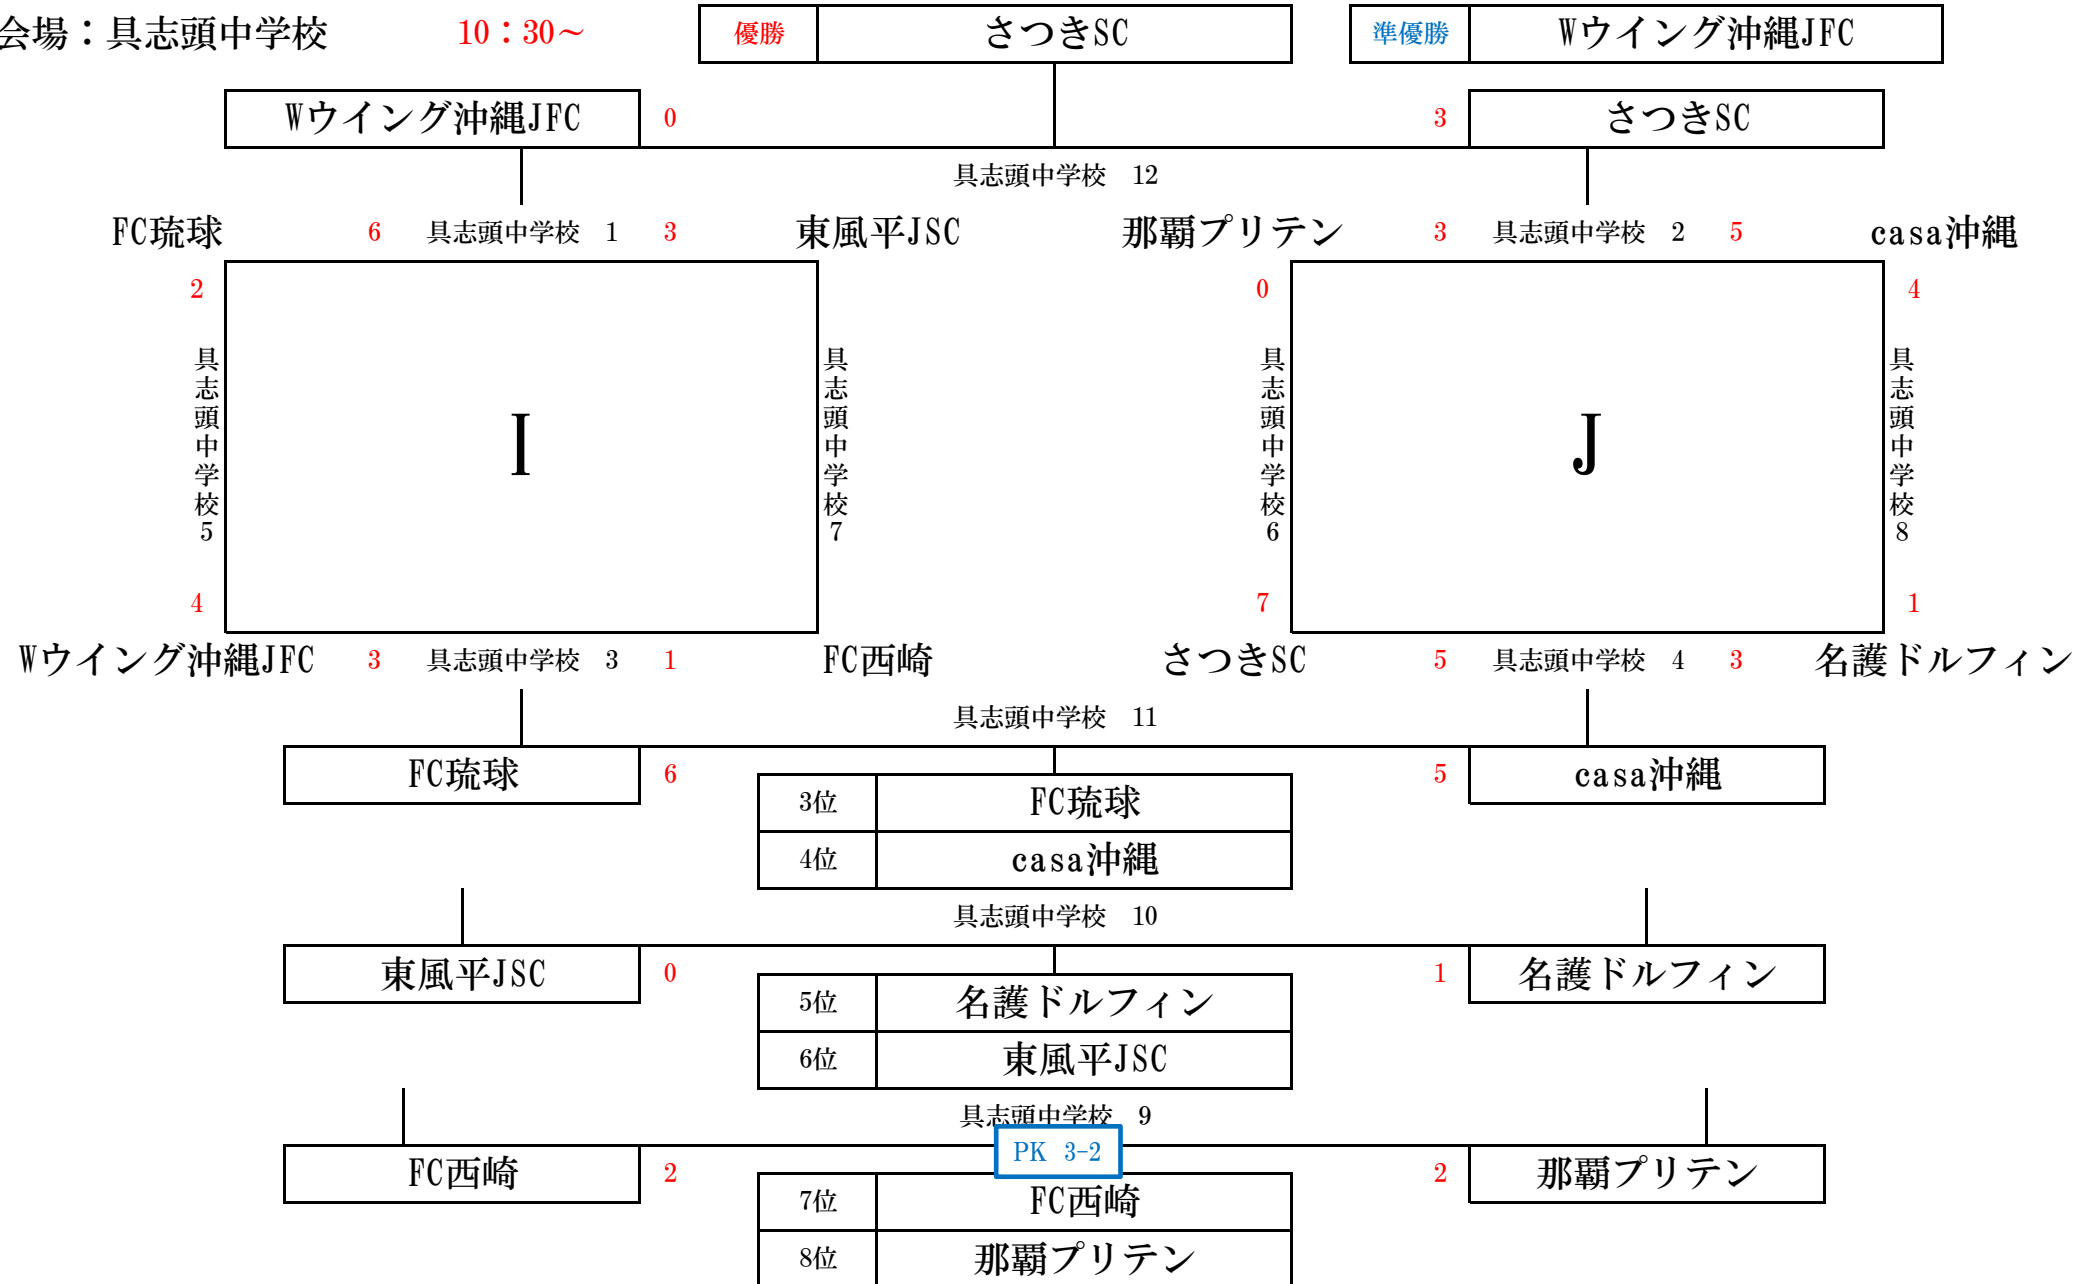 会場：具志頭中学校 10：30～ 優勝 さつきSC 準優勝 Wウイング沖縄JFC
Wウイング沖縄JFC 0 3 さつきSC
具志頭中学校 12
FC琉球 6 具志頭中学校 1 3 東風平JSC 那覇プリテン 3 具志頭中学校 2 5 casa沖縄
2 0 4
具志頭中学校5
I
具志頭中学校7
具志頭中学校6
J
具志頭中学校8
4 7 1
Wウイング沖縄JFC 3 具志頭中学校 3 1 FC西崎 さつきSC 5 具志頭中学校 4 3 名護ドルフィン
具志頭中学校 11
FC琉球 6 5 casa沖縄
3位 FC琉球
4位 casa沖縄
具志頭中学校 10
東風平JSC 0 1 名護ドルフィン
5位 名護ドルフィン
6位 東風平JSC
具志頭中学校 9
PK 3-2
FC西崎 2 2 那覇プリテン
7位 FC西崎
8位 那覇プリテン